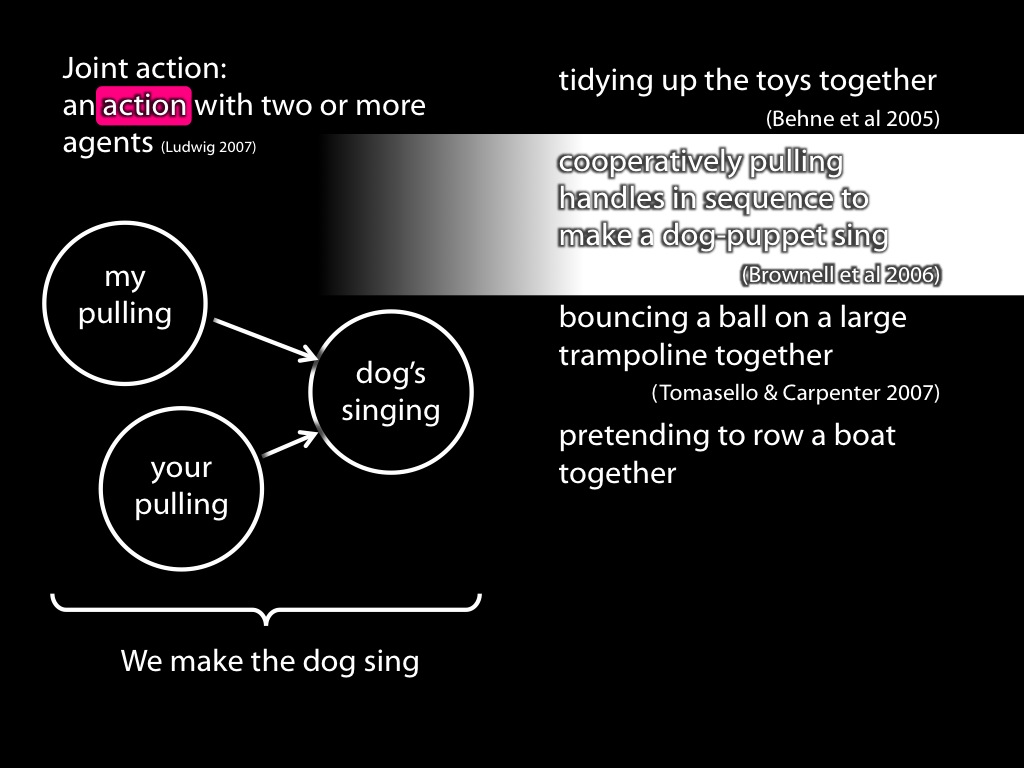 Joint action:
an action with two or more
agents (Ludwig 2007)
my
pulling
your
pulling
dog’s
singing
We make the dog sing
tidying up the toys together
(Behne et al 2005)
cooperatively pulling
handles in sequence to
make a dog-puppet sing
(Brownell et al 2006)
bouncing a ball on a large
trampoline together
(Tomasello & Carpenter 2007)
pretending to row a boat
together